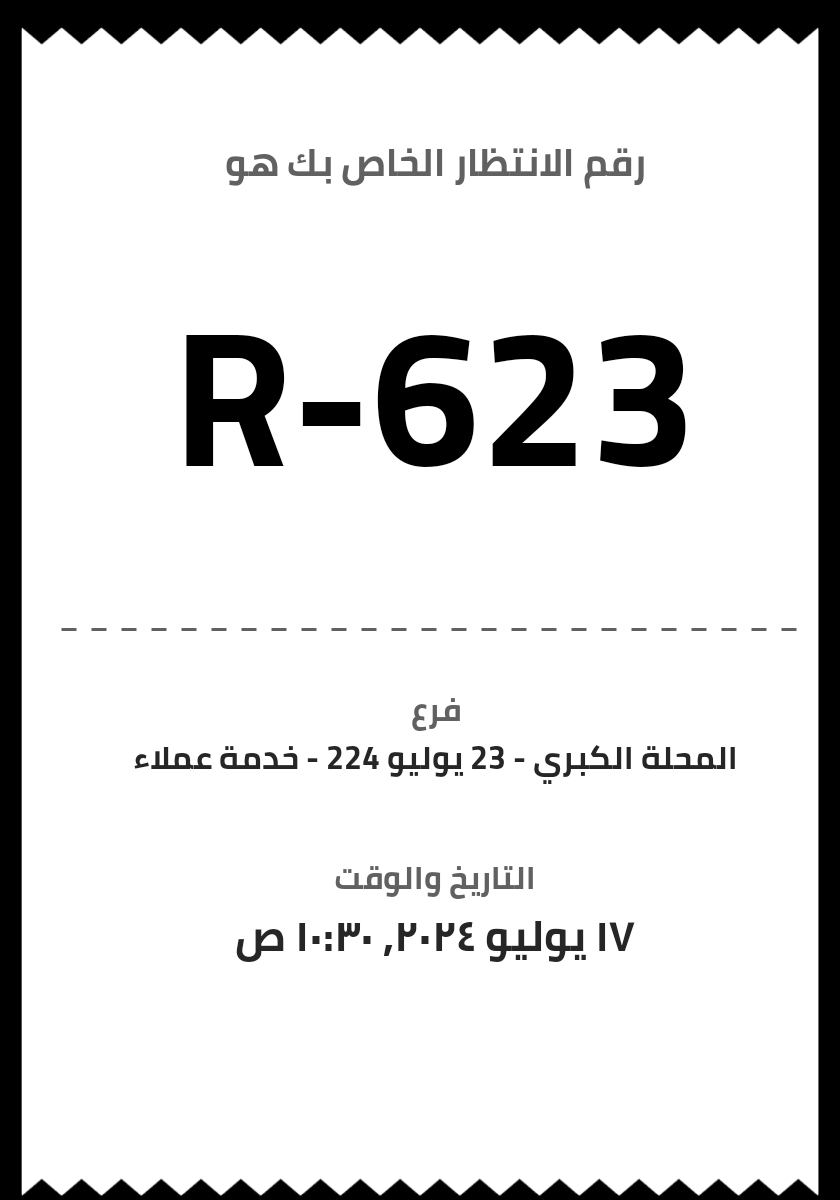 رقم الانتظار الخاص بك هو
R-623
فرع
المحلة الكبري - 23 يوليو 224 - خدمة عملاء
التاريخ والوقت
١٧ يوليو ٢٠٢٤, ١٠:٣٠ ص